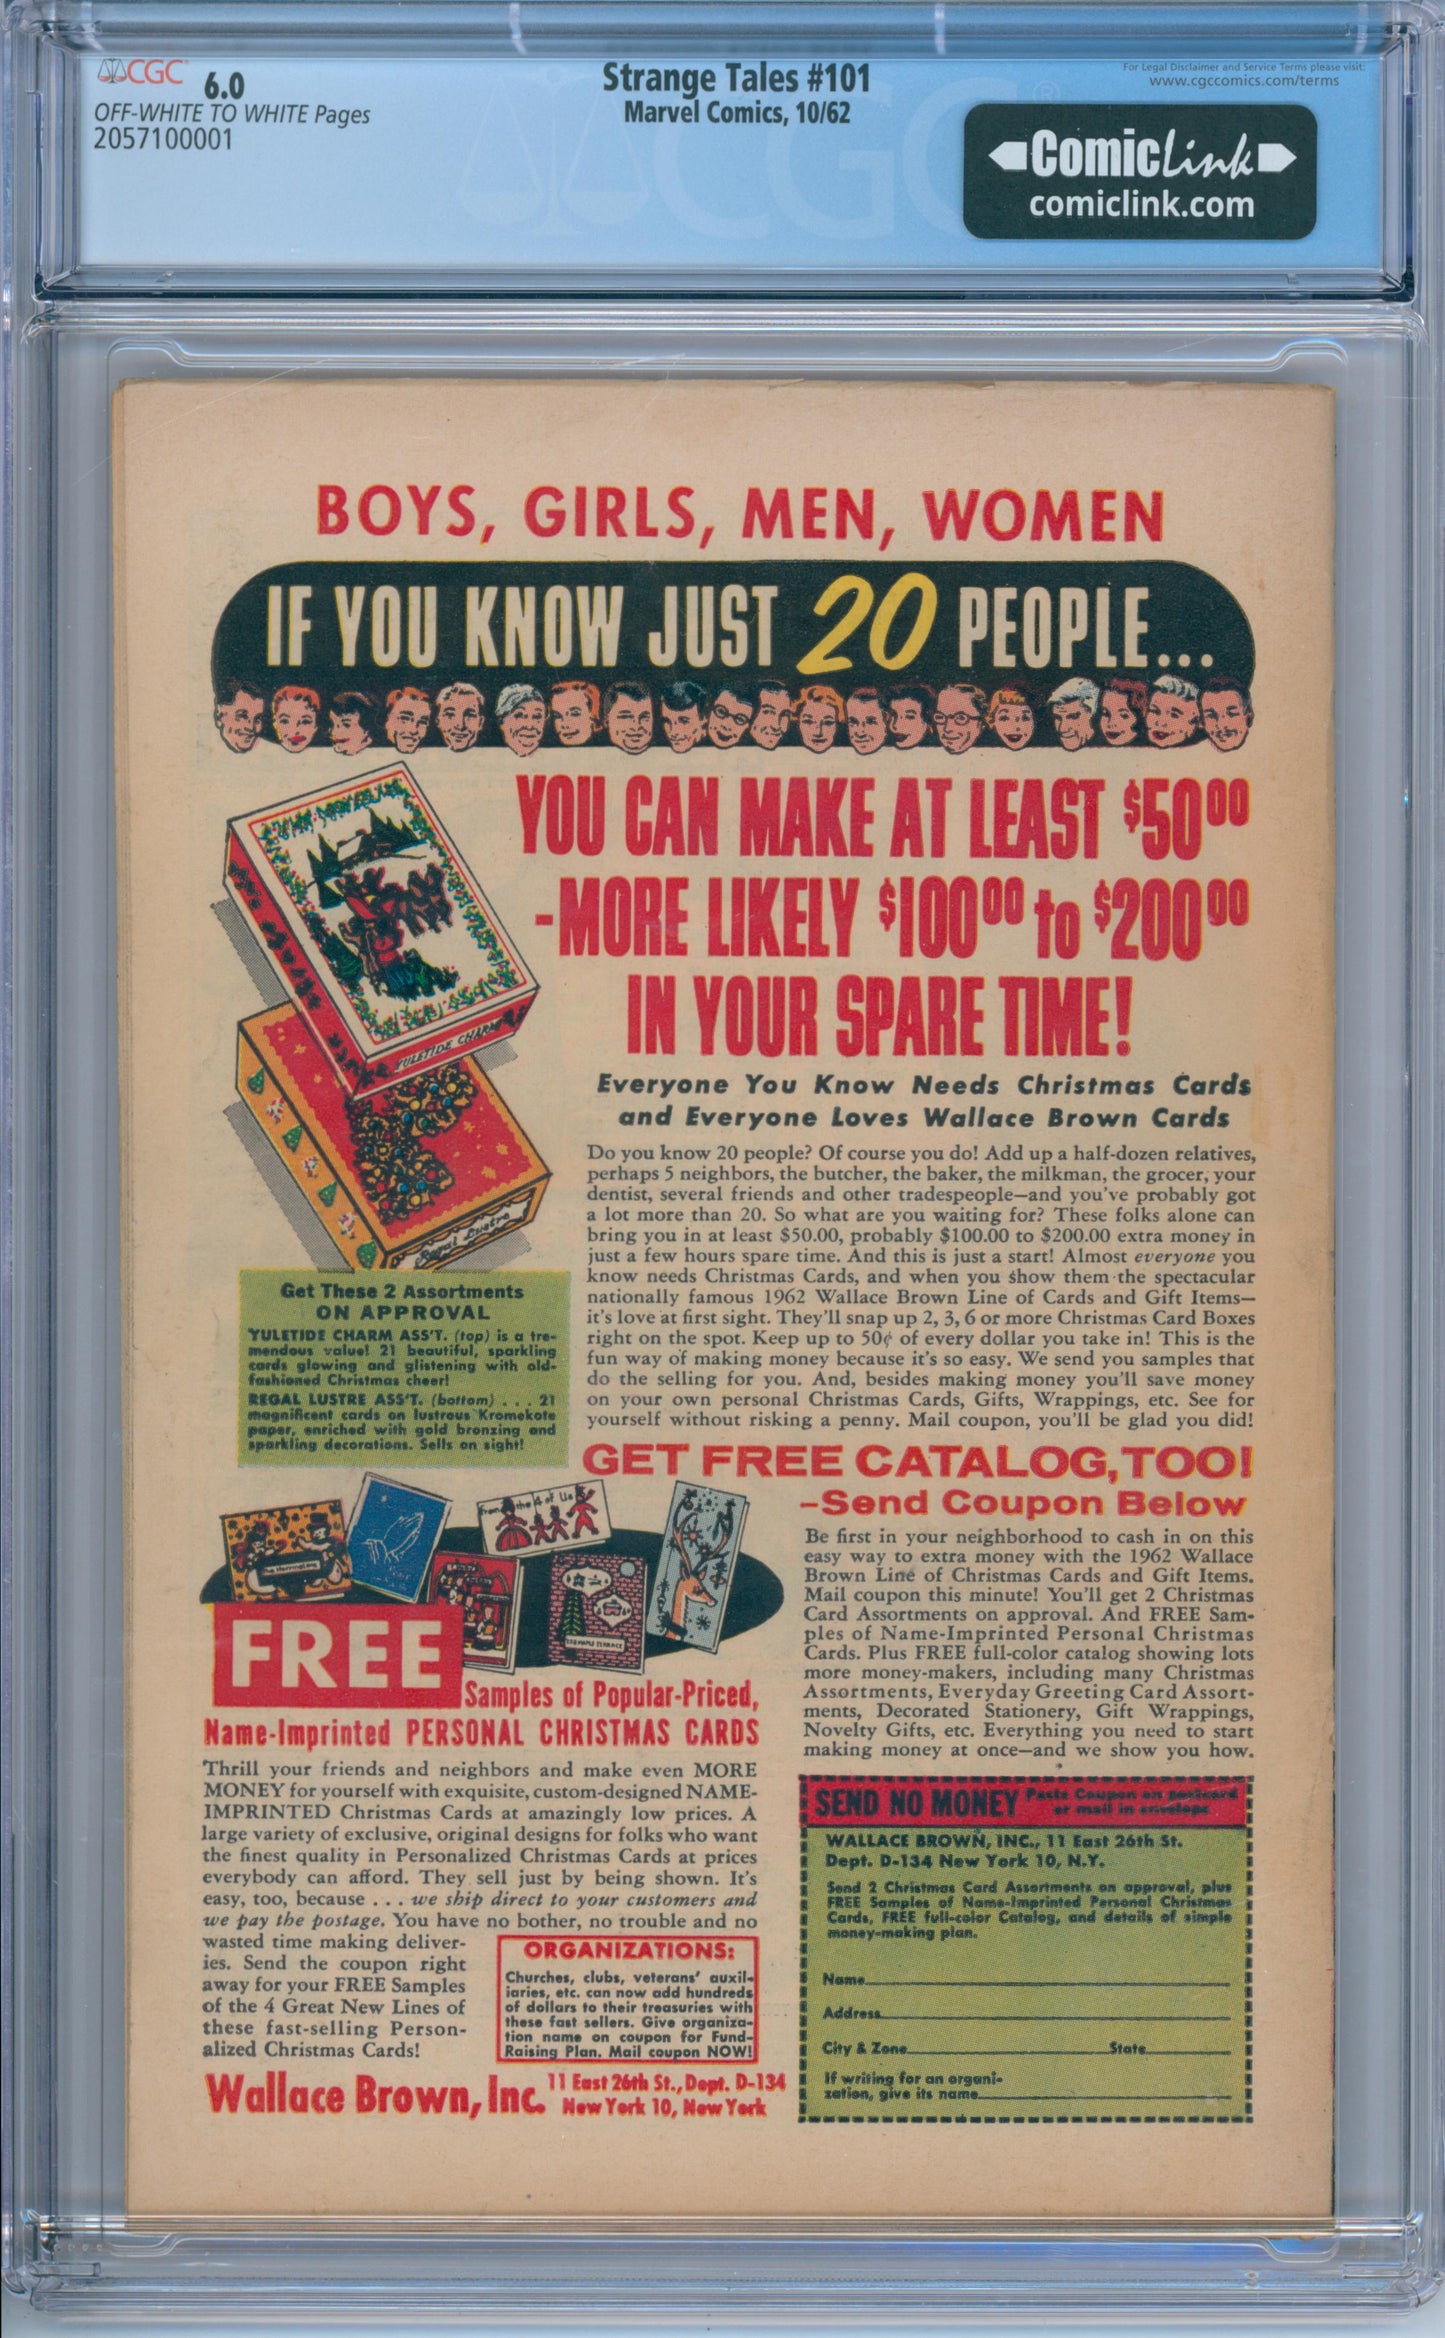 CGC 6.0
OFF-WHITE TO WHITE Pages
2057100001
Strange Tales #101
Marvel Comics, 10/62
For Legal Disclaimer and Service Terms please visit:
www.cgccomics.com/terms
ComicLink
comiclink.com
BOYS, GIRLS, MEN, WOMEN
IF YOU KNOW JUST 20 PEOPLE...
YOU CAN MAKE AT LEAST $50.00
-MORE LIKELY $100.00 to $200.00
IN YOUR SPARE TIME!
YULETIDE CHARM
Regal Lustre
Everyone You Know Needs Christmas Cards
and Everyone Loves Wallace Brown Cards
Do you know 20 people? Of course you do! Add up a half-dozen relatives,
perhaps 5 neighbors, the butcher, the baker, the milkman, the grocer, your
dentist, several friends and other tradespeople—and you've probably got
a lot more than 20. So what are you waiting for? These folks alone can
bring you in at least $50.00, probably $100.00 to $200.00 extra money in
just a few hours spare time. And this is just a start! Almost everyone you
know needs Christmas Cards, and when you show them the spectacular
nationally famous 1962 Wallace Brown Line of Cards and Gift Items—
it's love at first sight. They'll snap up 2, 3, 6 or more Christmas Card Boxes
right on the spot. Keep up to 50¢ of every dollar you take in! This is the
fun way of making money because it's so easy. We send you samples that
do the selling for you. And, besides making money you'll save money
on your own personal Christmas Cards, Gifts, Wrappings, etc. See for
yourself without risking a penny. Mail coupon, you'll be glad you did!
Get These 2 Assortments
ON APPROVAL
YULETIDE CHARM ASS'T. (top) is a tre-
mendous value! 21 beautiful, sparkling
cards glowing and glistening with old-
fashioned Christmas cheer!
REGAL LUSTRE ASS'T. (bottom) . . . 21
magnificent cards on lustrous Kromekote
paper, enriched with gold bronzing and
sparkling decorations. Sells on sight!
GET FREE CATALOG, TOO!
-Send Coupon Below
Be first in your neighborhood to cash in on this
easy way to extra money with the 1962 Wallace
Brown Line of Christmas Cards and Gift Items.
Mail coupon this minute! You'll get 2 Christmas
Card Assortments on approval. And FREE Sam-
ples of Name-Imprinted Personal Christmas
Cards. Plus FREE full-color catalog showing lots
more money-makers, including many Christmas
Assortments, Everyday Greeting Card Assort-
ments, Decorated Stationery, Gift Wrappings,
Novelty Gifts, etc. Everything you need to start
making money at once—and we show you how.
From the 4 of Us
FREE
Samples of Popular-Priced,
Name-Imprinted PERSONAL CHRISTMAS CARDS
Thrill your friends and neighbors and make even MORE
MONEY for yourself with exquisite, custom-designed NAME-
IMPRINTED Christmas Cards at amazingly low prices. A
large variety of exclusive, original designs for folks who want
the finest quality in Personalized Christmas Cards at prices
everybody can afford. They sell just by being shown. It's
easy, too, because . . . we ship direct to your customers and
we pay the postage. You have no bother, no trouble and no
wasted time making deliver-
ies. Send the coupon right
away for your FREE Samples
of the 4 Great New Lines of
these fast-selling Person-
alized Christmas Cards!
ORGANIZATIONS:
Churches, clubs, veterans' auxil-
iaries, etc. can now add hundreds
of dollars to their treasuries with
these fast sellers. Give organiza-
tion name on coupon for Fund-
Raising Plan. Mail coupon NOW!
Wallace Brown, Inc. 11 East 26th St., Dept. D-134
New York 10, New York
SEND NO MONEY Paste Coupon on postcard
or mail in envelope
WALLACE BROWN, INC., 11 East 26th St.
Dept. D-134 New York 10, N.Y.
Send 2 Christmas Card Assortments on approval, plus
FREE Samples of Name-Imprinted Personal Christmas
Cards, FREE full-color Catalog, and details of simple
money-making plan.
Name
Address
City & Zone State
If writing for an organi-
zation, give its name